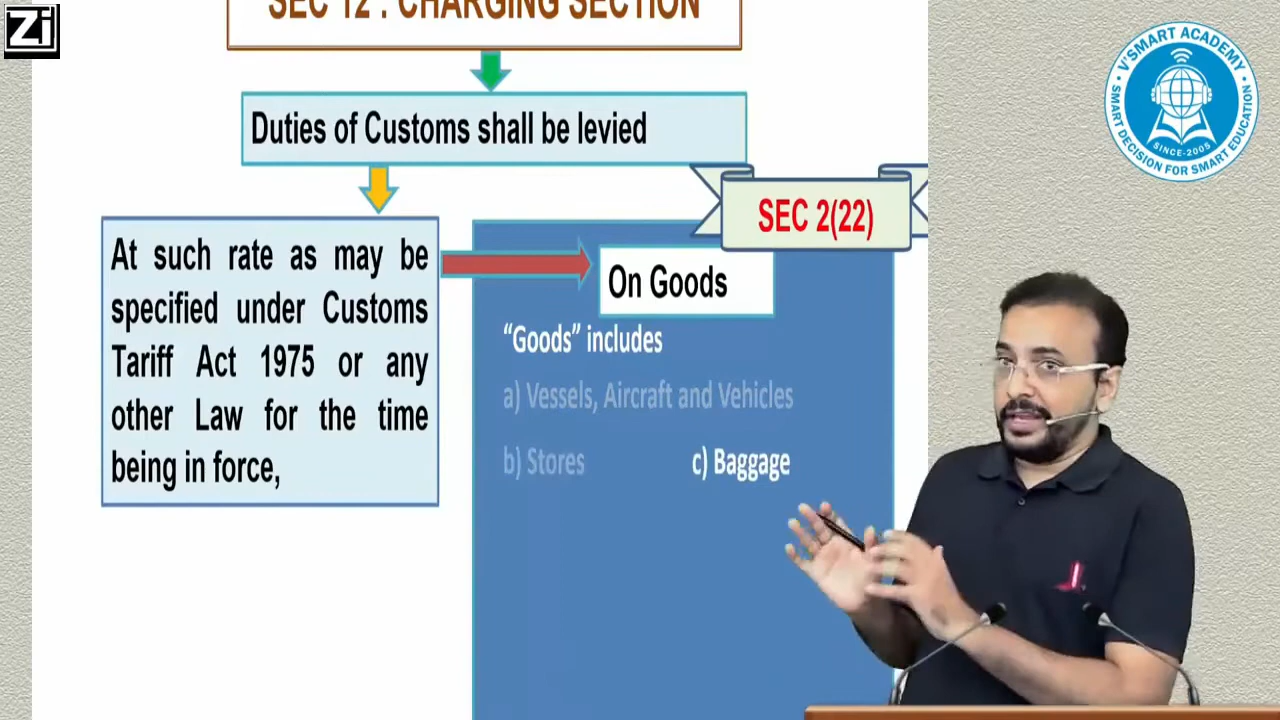 Zi
SEC 12 : CHARGING SECTION
Duties of Customs shall be levied
SEC 2(22)
At such rate as may be
specified under Customs
Tariff Act 1975 or any
other Law for the time
being in force,
On Goods
“Goods” includes
a) Vessels, Aircraft and Vehicles
b) Stores c) Baggage
V'SMART ACADEMY
SINCE-2005
SMART DECISION FOR SMART EDUCATION